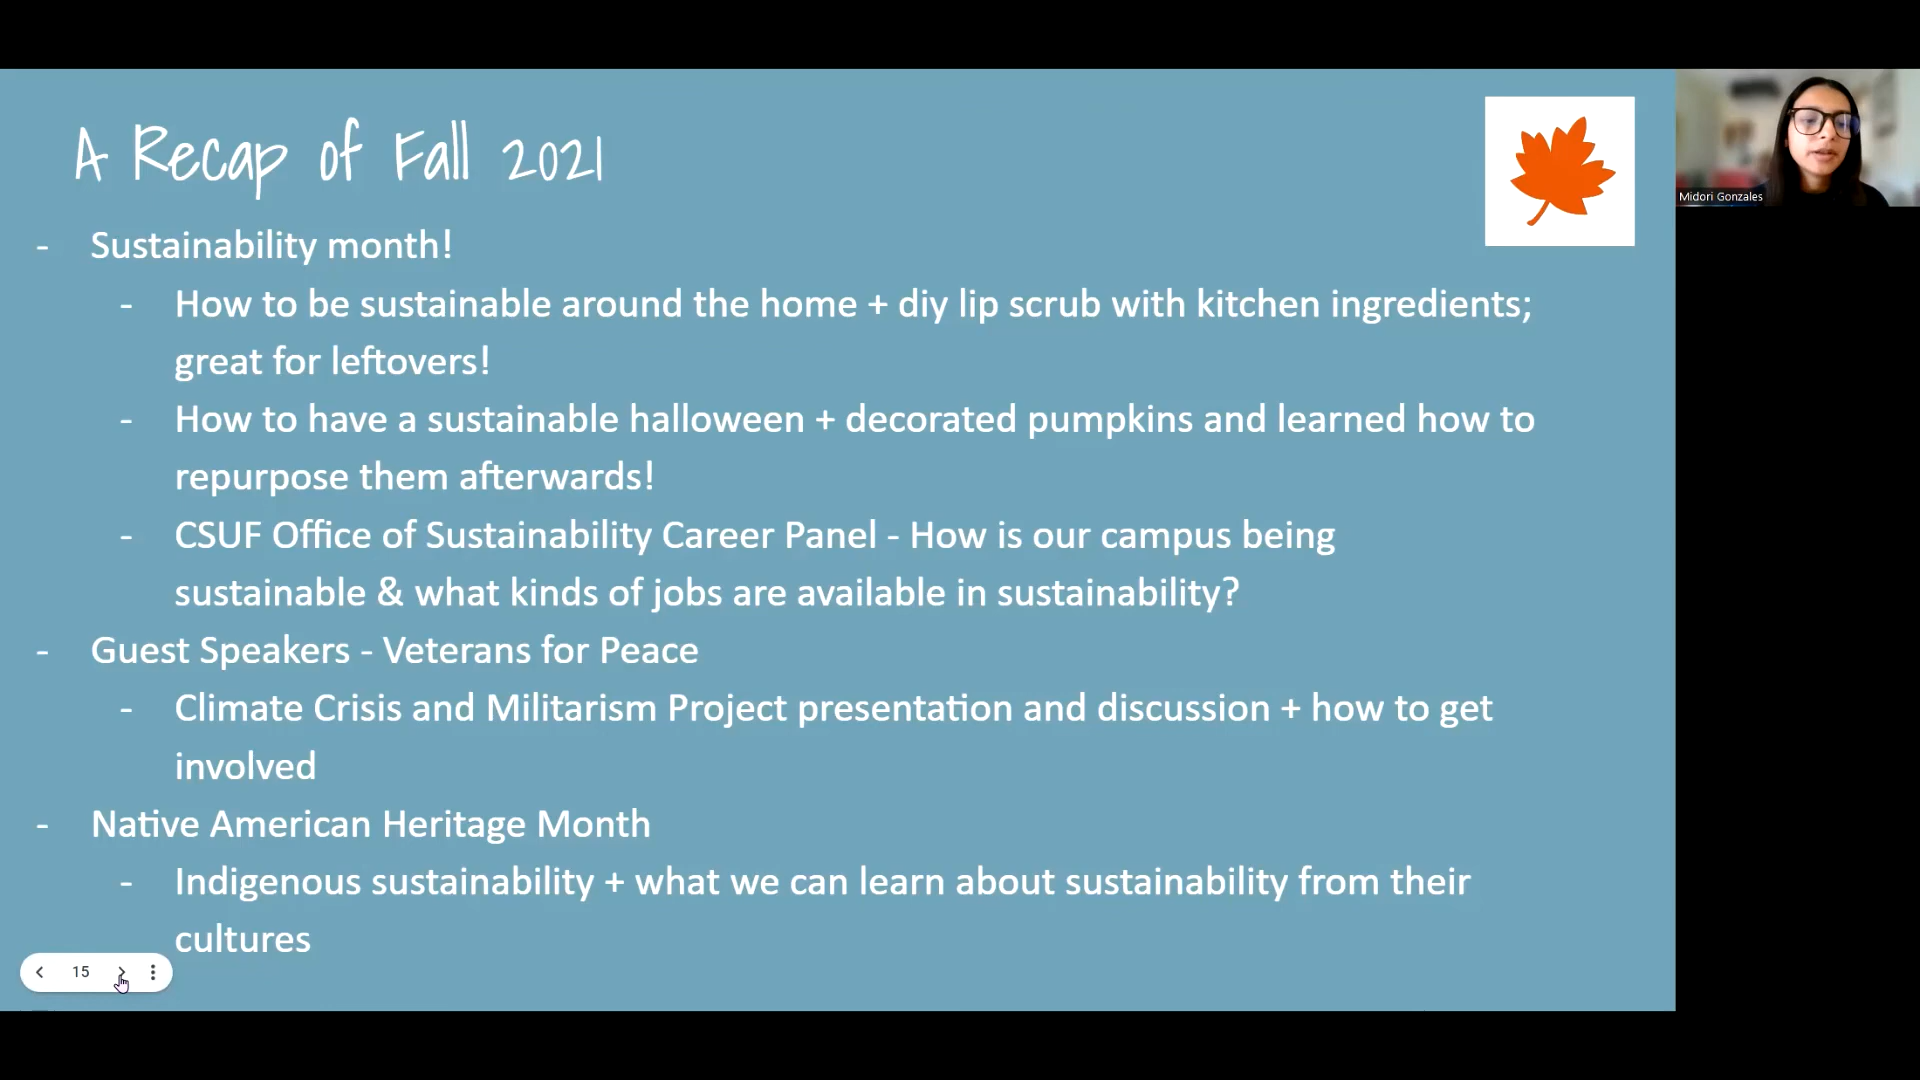 A Recap of Fall 2021
Midori Gonzales
- Sustainability month!
- How to be sustainable around the home + diy lip scrub with kitchen ingredients;
great for leftovers!
- How to have a sustainable halloween + decorated pumpkins and learned how to
repurpose them afterwards!
- CSUF Office of Sustainability Career Panel - How is our campus being
sustainable & what kinds of jobs are available in sustainability?
- Guest Speakers - Veterans for Peace
- Climate Crisis and Militarism Project presentation and discussion + how to get
involved
- Native American Heritage Month
- Indigenous sustainability + what we can learn about sustainability from their
cultures
15